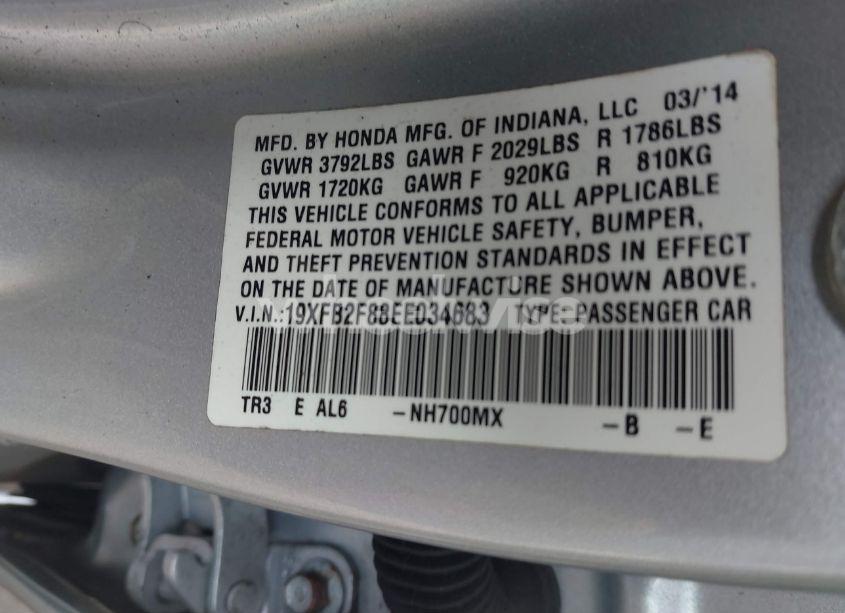 MFD. BY HONDA MFG. OF INDIANA, LLC 03/'14
GVWR 3792LBS GAWR F 2029LBS R 1786LBS
GVWR 1720KG GAWR F 920KG R 810KG
THIS VEHICLE CONFORMS TO ALL APPLICABLE
FEDERAL MOTOR VEHICLE SAFETY, BUMPER,
AND THEFT PREVENTION STANDARDS IN EFFECT
ON THE DATE OF MANUFACTURE SHOWN ABOVE.
V.I.N.:19XFB2F88EE034683 TYPE: PASSENGER CAR
TR3 E AL6 -NH700MX -B -E